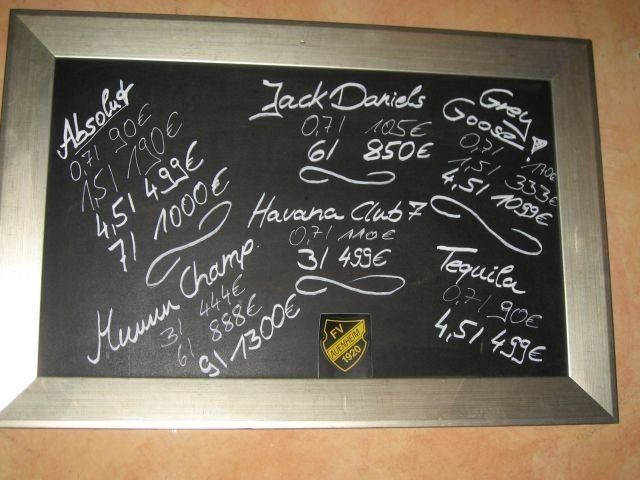 Absolut
0,7l 90€
1,5l 190€
4,5l 499€
7l 1000€
Mumm Champ.
3l 444€
6l 888€
9l 1300€
Jack Daniels
0,7l 105€
6l 850€
Havana Club 7
0,7l 110€
3l 499€
FV
AUENHEIM
1920
Grey
Goose!
0,7l 170€
1,5l 333€
4,5l 1099€
Tequila
0,7l 90€
4,5l 499€